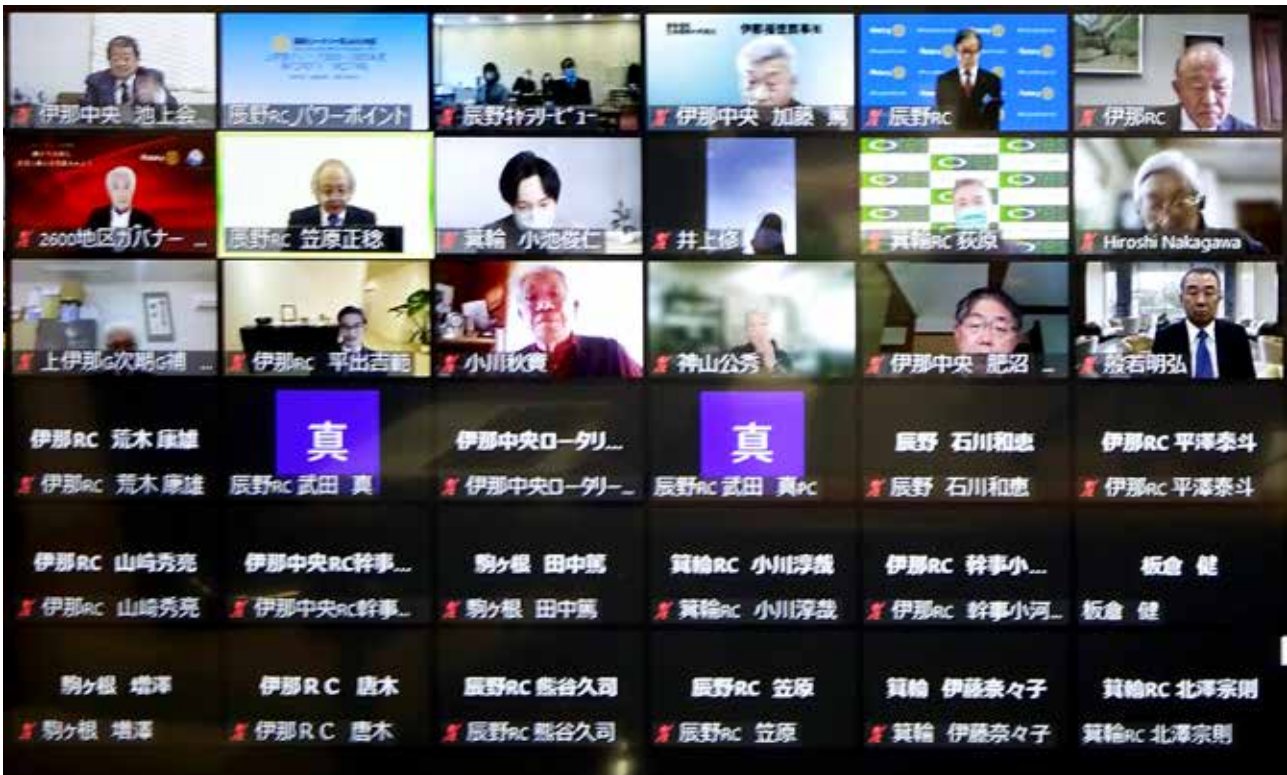 伊那中央 池上会...
辰野RC パワーポイント
辰野ｷｬﾗﾘｰﾋﾞｭｰ
伊那中央 加藤 篤
辰野RC
伊那RC
2600地区ガバナー ...
辰野RC 笠原正稔
箕輪 小池俊仁
井上修
箕輪RC 荻原
Hiroshi Nakagawa
上伊那G次期G補 ...
伊那RC 平出吉範
小川秋實
神山公秀
伊那中央 肥沼 ...
般若明弘
伊那RC 荒木康雄
真
伊那中央ロータリ...
真
辰野 石川和恵
伊那RC 平澤泰斗
伊那RC 荒木康雄
辰野RC 武田 真
伊那中央ロータリー...
辰野RC 武田 真PC
辰野 石川和恵
伊那RC 平澤泰斗
伊那RC 山崎秀亮
伊那中央RC幹事...
駒ヶ根 田中篤
箕輪RC 小川淳哉
伊那RC 幹事小...
板倉 健
伊那RC 山崎秀亮
伊那中央RC幹事...
駒ヶ根 田中篤
箕輪RC 小川淳哉
伊那RC 幹事小河...
板倉 健
駒ヶ根 増澤
伊那RC 唐木
辰野RC 熊谷久司
辰野RC 笠原
箕輪 伊藤奈々子
箕輪RC 北澤宗則
駒ヶ根 増澤
伊那RC 唐木
辰野RC 熊谷久司
辰野RC 笠原
箕輪 伊藤奈々子
箕輪RC 北澤宗則